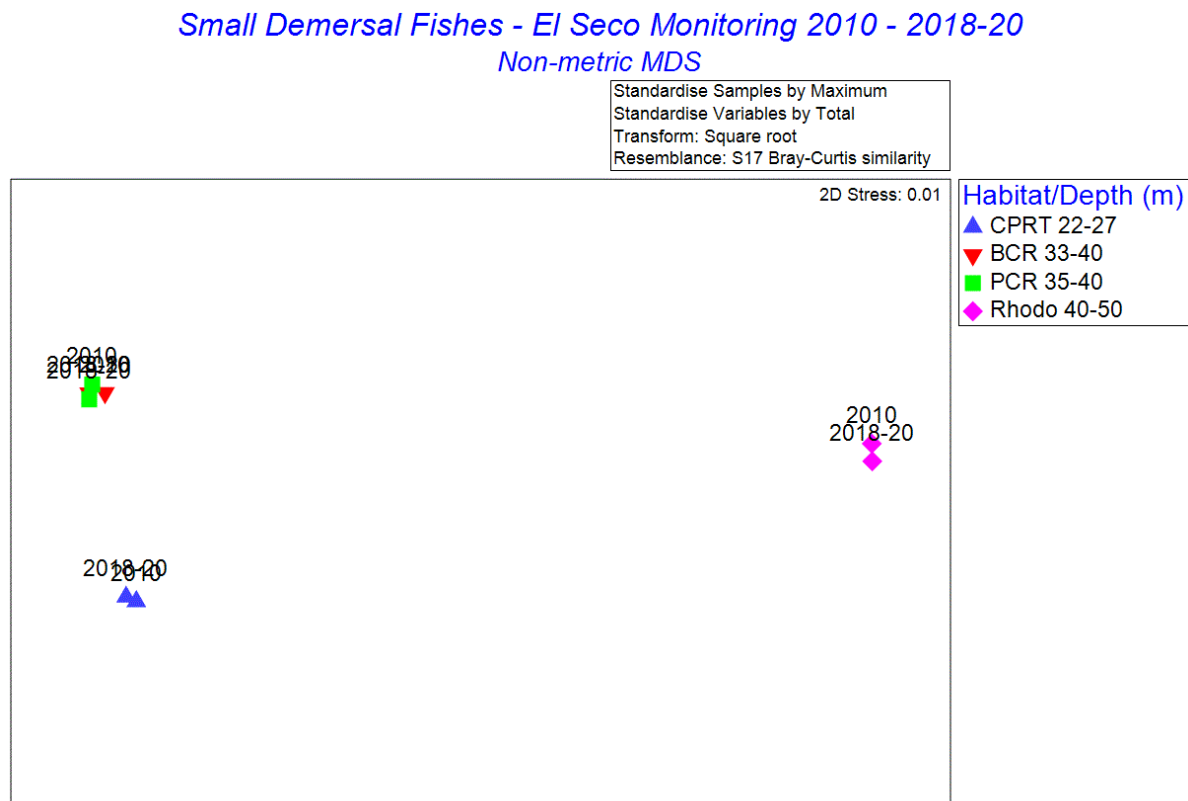 Small Demersal Fishes - El Seco Monitoring 2010 - 2018-20
Non-metric MDS
Standardise Samples by Maximum
Standardise Variables by Total
Transform: Square root
Resemblance: S17 Bray-Curtis similarity
2D Stress: 0.01
Habitat/Depth (m)
CPRT 22-27
BCR 33-40
PCR 35-40
Rhodo 40-50
2010
2018-20
2010
2018-20
2018-20
2010